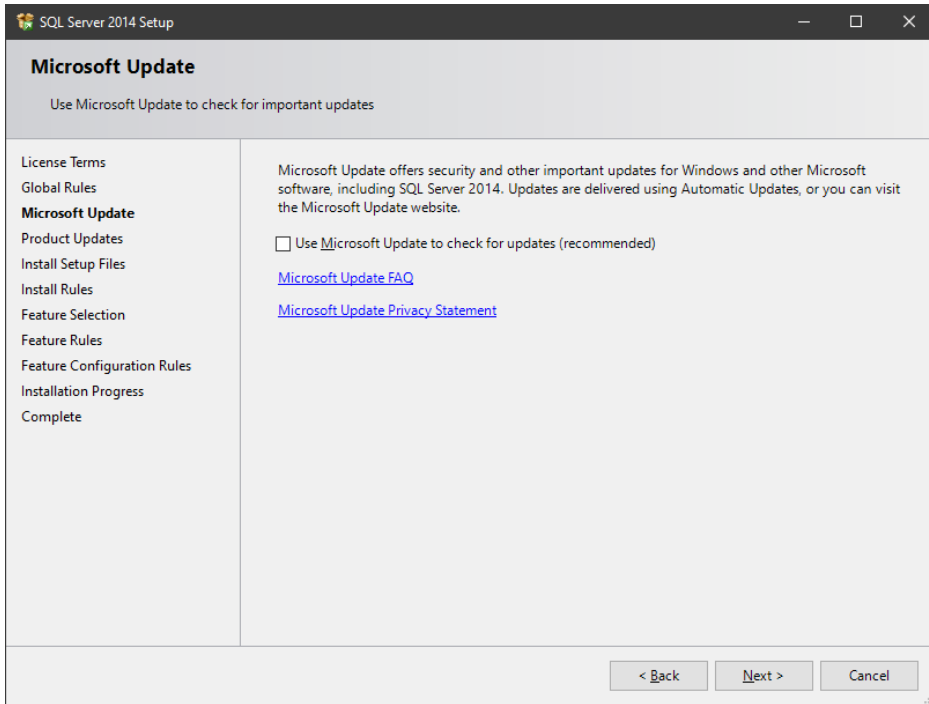 SQL Server 2014 Setup
Microsoft Update
Use Microsoft Update to check for important updates
License Terms
Global Rules
Microsoft Update
Product Updates
Install Setup Files
Install Rules
Feature Selection
Feature Rules
Feature Configuration Rules
Installation Progress
Complete
Microsoft Update offers security and other important updates for Windows and other Microsoft
software, including SQL Server 2014. Updates are delivered using Automatic Updates, or you can visit
the Microsoft Update website.
Use Microsoft Update to check for updates (recommended)
Microsoft Update FAQ
Microsoft Update Privacy Statement
< Back
Next >
Cancel